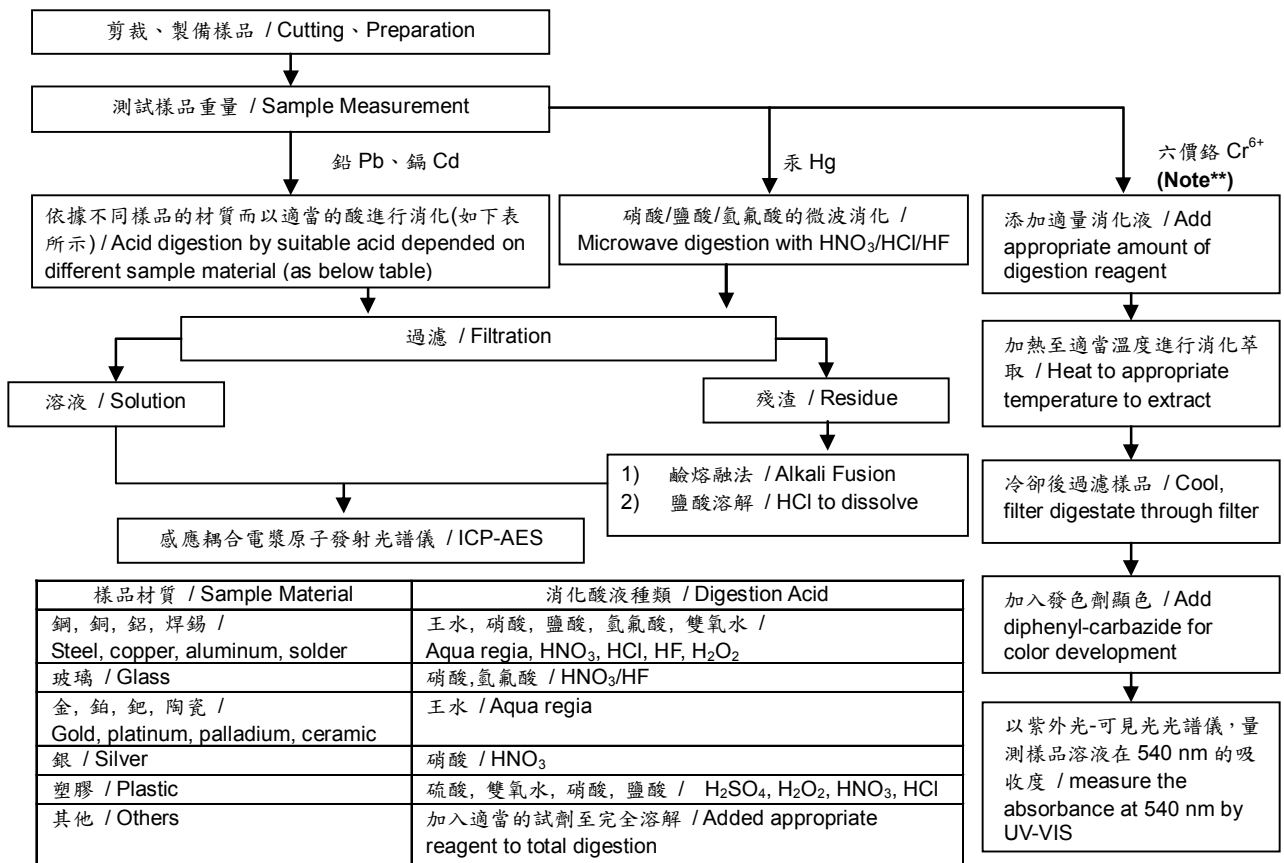 剪裁、製備樣品 / Cutting、Preparation
測試樣品重量 / Sample Measurement
鉛 Pb、鎘 Cd
汞 Hg
六價鉻 Cr⁶⁺
(Note**)
依據不同樣品的材質而以適當的酸進行消化(如下表
所示) / Acid digestion by suitable acid depended on
different sample material (as below table)
硝酸/鹽酸/氫氟酸的微波消化 /
Microwave digestion with HNO₃/HCl/HF
添加適量消化液 / Add
appropriate amount of
digestion reagent
過濾 / Filtration
加熱至適當溫度進行消化萃
取 / Heat to appropriate
temperature to extract
溶液 / Solution
殘渣 / Residue
1) 鹼熔融法 / Alkali Fusion
2) 鹽酸溶解 / HCl to dissolve
冷卻後過濾樣品 / Cool,
filter digestate through filter
感應耦合電漿原子發射光譜儀 / ICP-AES
加入發色劑顯色 / Add
diphenyl-carbazide for
color development
以紫外光-可見光光譜儀，量
測樣品溶液在 540 nm 的吸
收度 / measure the
absorbance at 540 nm by
UV-VIS
樣品材質 / Sample Material
消化酸液種類 / Digestion Acid
鋼, 銅, 鋁, 焊錫 /
Steel, copper, aluminum, solder
王水, 硝酸, 鹽酸, 氫氟酸, 雙氧水 /
Aqua regia, HNO₃, HCl, HF, H₂O₂
玻璃 / Glass
硝酸,氫氟酸 / HNO₃/HF
金, 鉑, 鈀, 陶瓷 /
Gold, platinum, palladium, ceramic
王水 / Aqua regia
銀 / Silver
硝酸 / HNO₃
塑膠 / Plastic
硫酸, 雙氧水, 硝酸, 鹽酸 / H₂SO₄, H₂O₂, HNO₃, HCl
其他 / Others
加入適當的試劑至完全溶解 / Added appropriate
reagent to total digestion